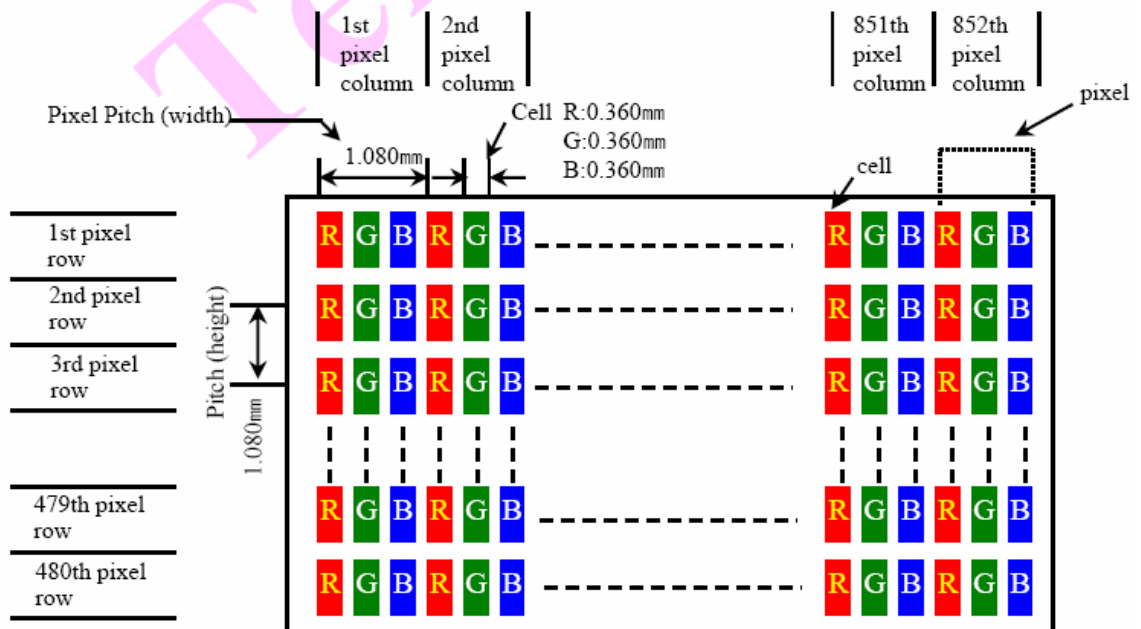 Te
1st pixel column
2nd pixel column
851th pixel column
852th pixel column
pixel
Pixel Pitch (width)
Cell R:0.360㎜
G:0.360㎜
B:0.360㎜
1.080㎜
cell
1st pixel row
R G B R G B R G B R G B
2nd pixel row
R G B R G B R G B R G B
Pitch (height)
1.080㎜
3rd pixel row
R G B R G B R G B R G B
479th pixel row
R G B R G B R G B R G B
480th pixel row
R G B R G B R G B R G B